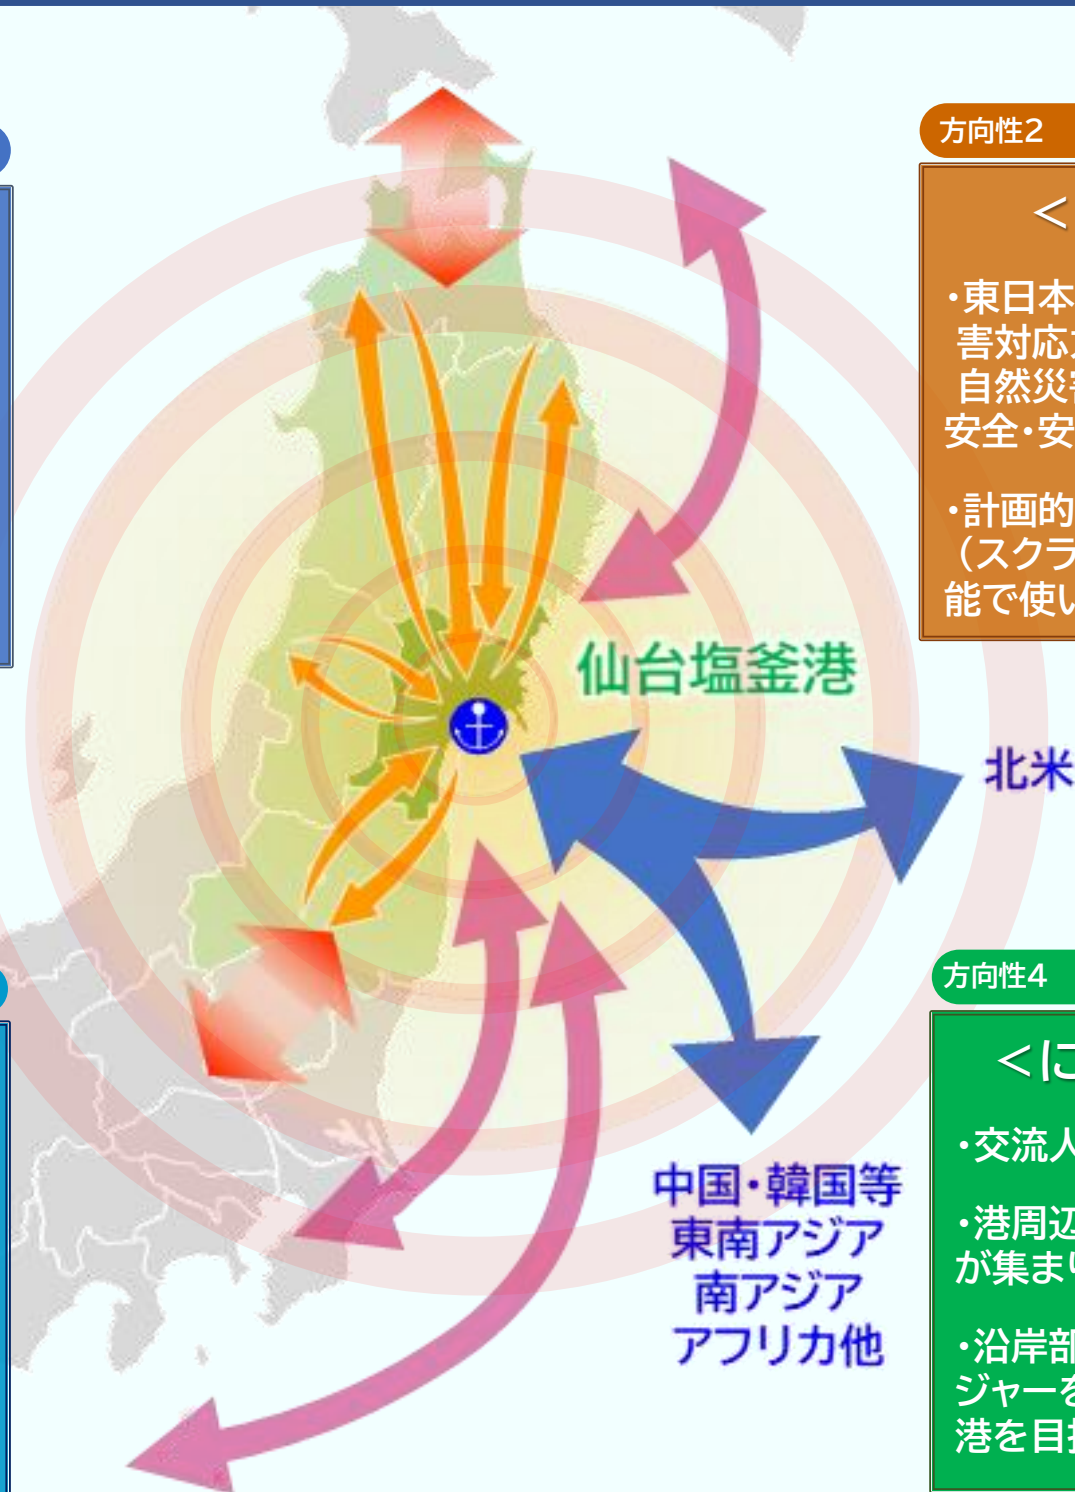 方向性2
<
・東日本
害対応
自然災害
安全・安
・計画的
（スクラ
能で使い
仙台塩釜港
北米
中国・韓国等
東南アジア
南アジア
アフリカ他
方向性4
<に
・交流人
・港周辺
が集まり
・沿岸部
ジャーを
港を目指